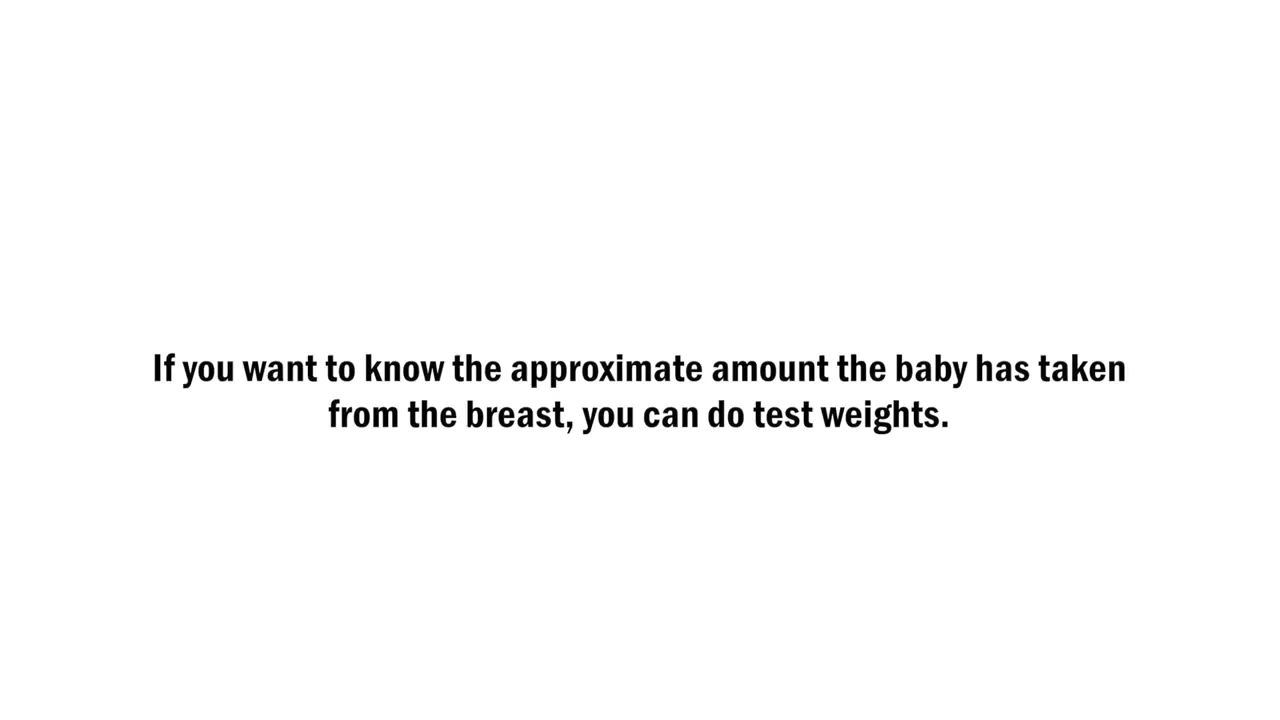 If you want to know the approximate amount the baby has taken
from the breast, you can do test weights.